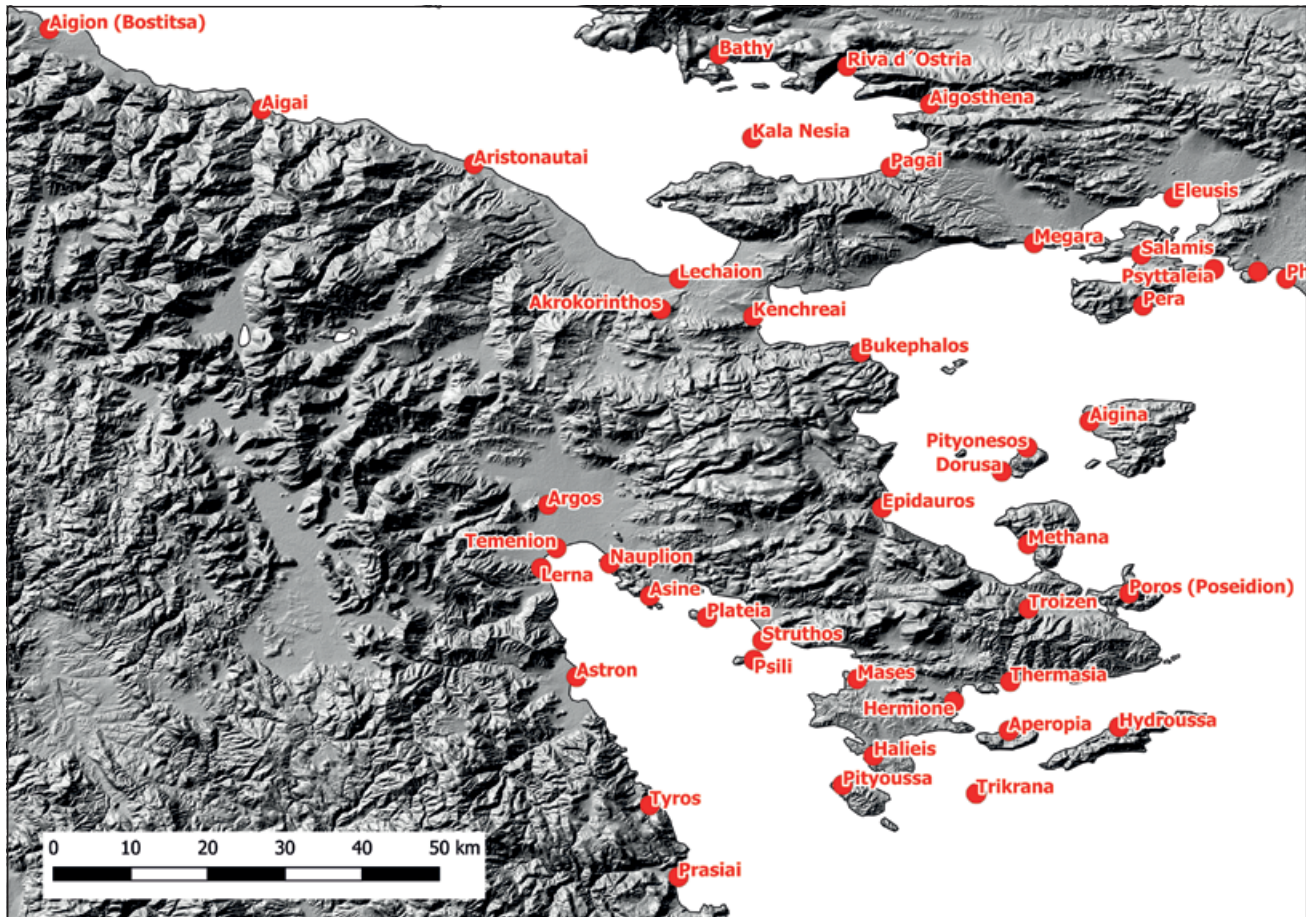 Aigion (Bostitsa)
Bathy
Riva d´Ostria
Aigai
Aigosthena
Kala Nesia
Aristonautai
Pagai
Eleusis
Megara
Salamis
Lechaion
Psyttaleia
Ph
Akrokorinthos
Pera
Kenchreai
Bukephalos
Aigina
Pityonesos
Dorusa
Argos
Epidauros
Temenion
Methana
Nauplion
Lerna
Asine
Poros (Poseidion)
Plateia
Troizen
Struthos
Psili
Astron
Mases
Thermasia
Hermione
Aperopia
Hydroussa
Halieis
Pityoussa
Trikrana
Tyros
0 10 20 30 40 50 km
Prasiai